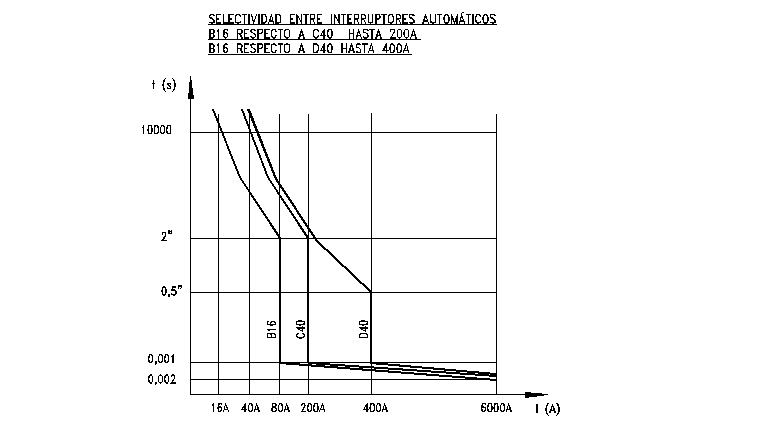 SELECTIVIDAD ENTRE INTERRUPTORES AUTOMÁTICOS
B16 RESPECTO A C40 HASTA 200A
B16 RESPECTO A D40 HASTA 400A
t (s)
10000
2"
0,5"
B16
C40
D40
0,001
0,002
16A 40A 80A 200A 400A 6000A I (A)